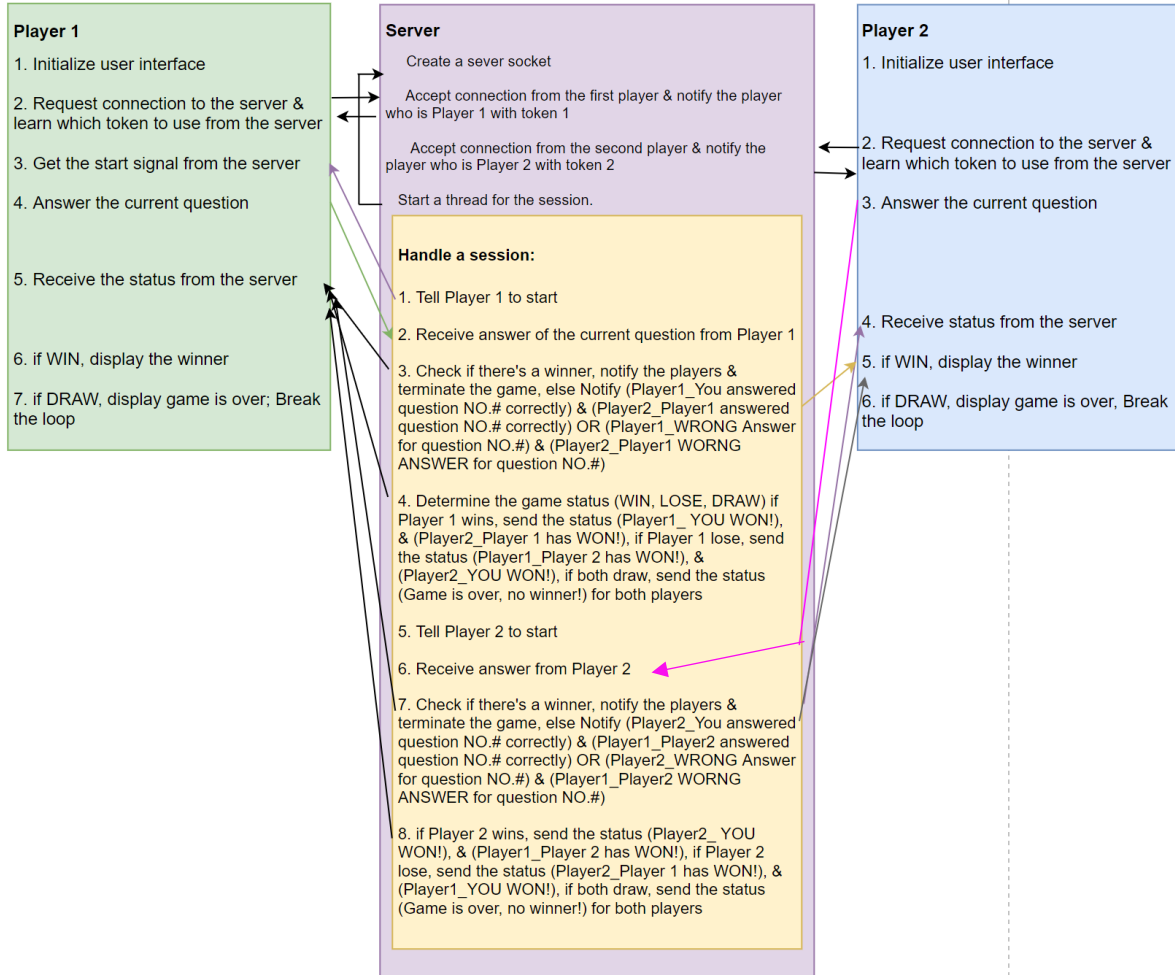 Player 1
1. Initialize user interface
2. Request connection to the server &
learn which token to use from the server
3. Get the start signal from the server
4. Answer the current question
5. Receive the status from the server
6. if WIN, display the winner
7. if DRAW, display game is over; Break
the loop
Server
Create a sever socket
Accept connection from the first player & notify the player
who is Player 1 with token 1
Accept connection from the second player & notify the
player who is Player 2 with token 2
Start a thread for the session.
Handle a session:
1. Tell Player 1 to start
2. Receive answer of the current question from Player 1
3. Check if there's a winner, notify the players &
terminate the game, else Notify (Player1_You answered
question NO.# correctly) & (Player2_Player1 answered
question NO.# correctly) OR (Player1_WRONG Answer
for question NO.#) & (Player2_Player1 WORNG
ANSWER for question NO.#)
4. Determine the game status (WIN, LOSE, DRAW) if
Player 1 wins, send the status (Player1_ YOU WON!),
& (Player2_Player 1 has WON!), if Player 1 lose, send
the status (Player1_Player 2 has WON!), &
(Player2_YOU WON!), if both draw, send the status
(Game is over, no winner!) for both players
5. Tell Player 2 to start
6. Receive answer from Player 2
7. Check if there's a winner, notify the players &
terminate the game, else Notify (Player2_You answered
question NO.# correctly) & (Player1_Player2 answered
question NO.# correctly) OR (Player2_WRONG Answer
for question NO.#) & (Player1_Player2 WORNG
ANSWER for question NO.#)
8. if Player 2 wins, send the status (Player2_ YOU
WON!), & (Player1_Player 2 has WON!), if Player 2
lose, send the status (Player2_Player 1 has WON!), &
(Player1_YOU WON!), if both draw, send the status
(Game is over, no winner!) for both players
Player 2
1. Initialize user interface
2. Request connection to the server &
learn which token to use from the server
3. Answer the current question
4. Receive status from the server
5. if WIN, display the winner
6. if DRAW, display game is over, Break
the loop